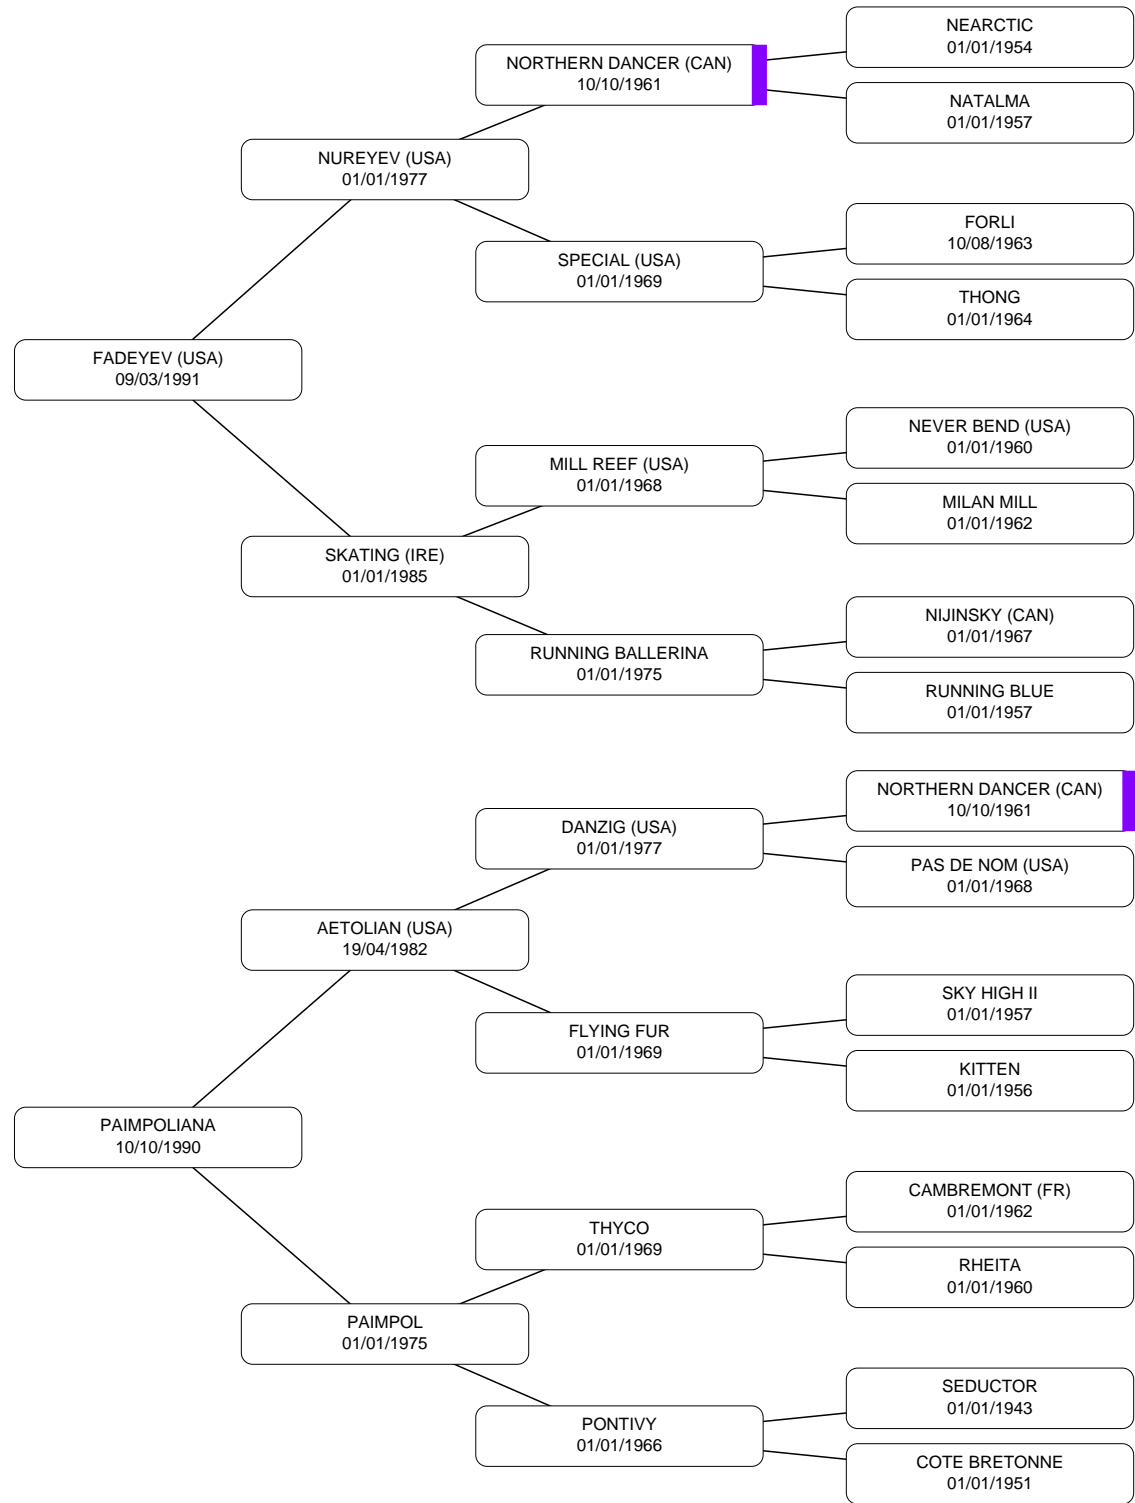 NEARCTIC
01/01/1954
NORTHERN DANCER (CAN)
10/10/1961
NATALMA
01/01/1957
NUREYEV (USA)
01/01/1977
FORLI
10/08/1963
SPECIAL (USA)
01/01/1969
THONG
01/01/1964
FADEYEV (USA)
09/03/1991
NEVER BEND (USA)
01/01/1960
MILL REEF (USA)
01/01/1968
MILAN MILL
01/01/1962
SKATING (IRE)
01/01/1985
NIJINSKY (CAN)
01/01/1967
RUNNING BALLERINA
01/01/1975
RUNNING BLUE
01/01/1957
NORTHERN DANCER (CAN)
10/10/1961
DANZIG (USA)
01/01/1977
PAS DE NOM (USA)
01/01/1968
AETOLIAN (USA)
19/04/1982
SKY HIGH II
01/01/1957
FLYING FUR
01/01/1969
KITTEN
01/01/1956
PAIMPOLIANA
10/10/1990
CAMBREMONT (FR)
01/01/1962
THYCO
01/01/1969
RHEITA
01/01/1960
PAIMPOL
01/01/1975
SEDUCTOR
01/01/1943
PONTIVY
01/01/1966
COTE BRETONNE
01/01/1951